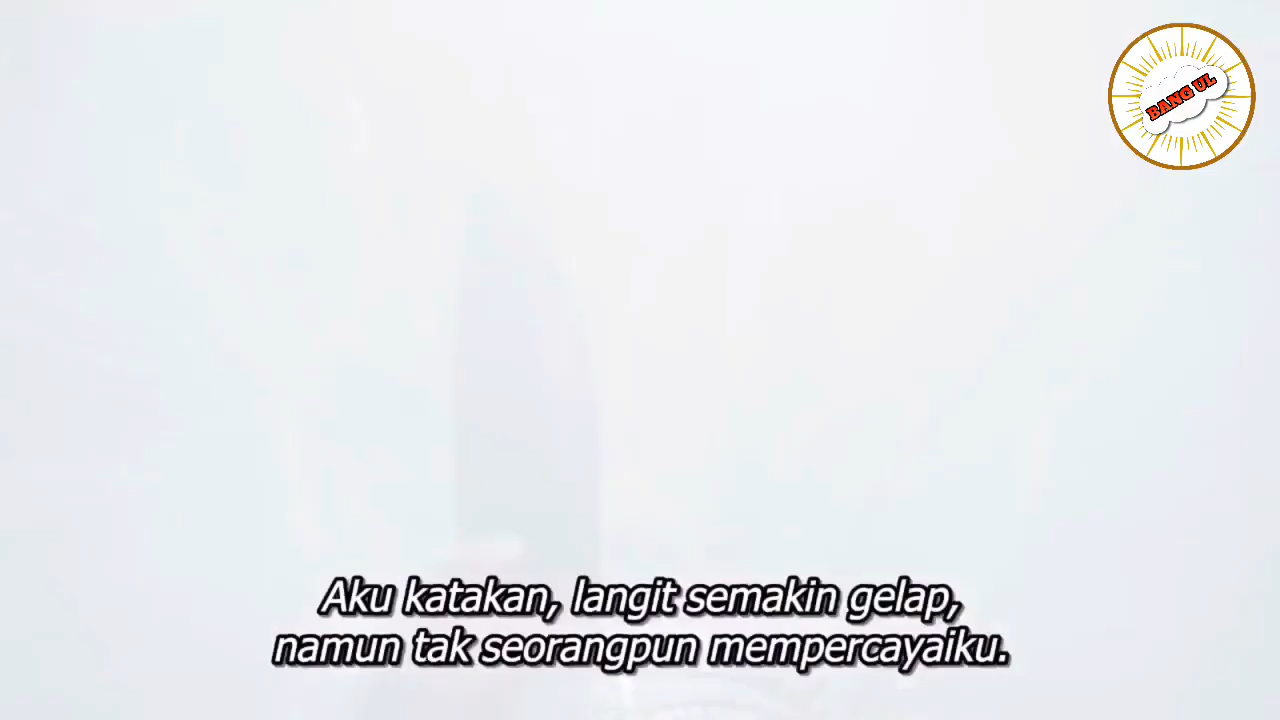 BANG UL
Aku katakan, langit semakin gelap,
namun tak seorangpun mempercayaiku.